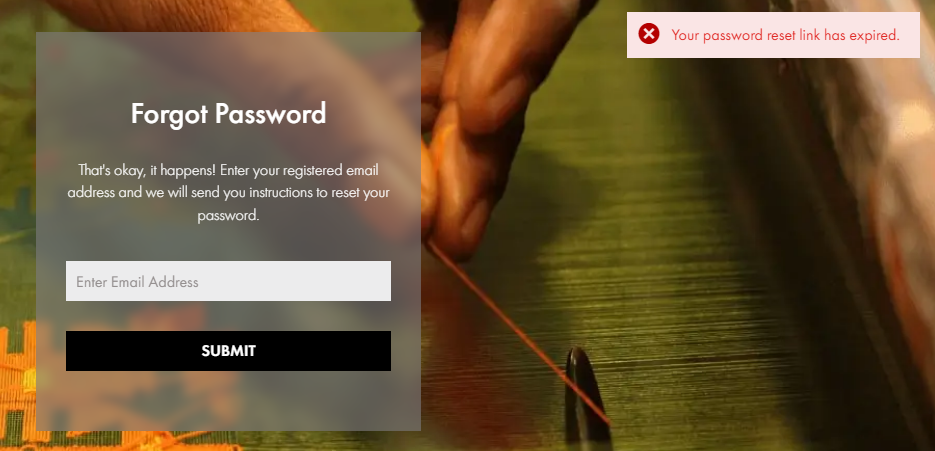 Your password reset link has expired.
Forgot Password
That's okay, it happens! Enter your registered email
address and we will send you instructions to reset your
password.
Enter Email Address
SUBMIT